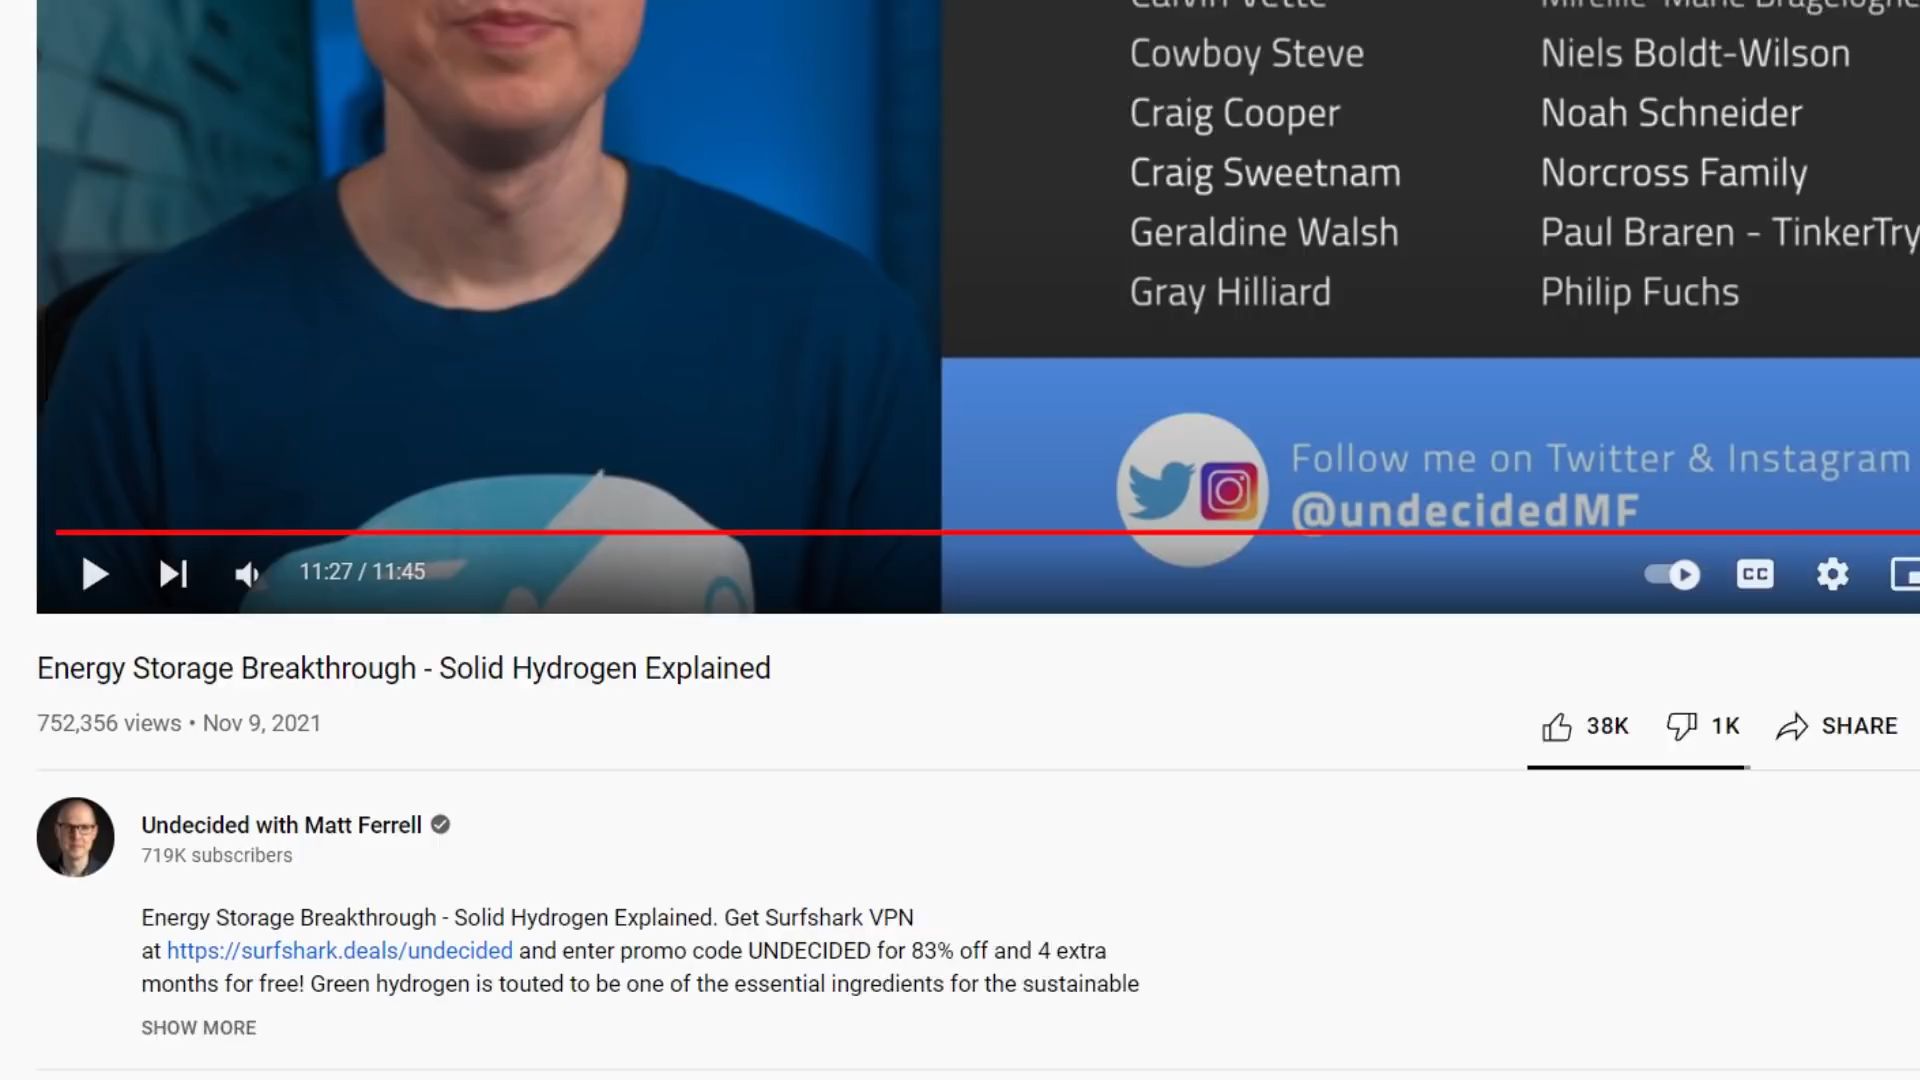 Calvin Vette
Cowboy Steve
Craig Cooper
Craig Sweetnam
Geraldine Walsh
Gray Hilliard
Niels Boldt-Wilson
Noah Schneider
Norcross Family
Paul Braren - TinkerTry
Philip Fuchs
Follow me on Twitter & Instagram
@undecidedMF
11:27 / 11:45
CC
Energy Storage Breakthrough - Solid Hydrogen Explained
752,356 views • Nov 9, 2021
38K
1K
SHARE
Undecided with Matt Ferrell
719K subscribers
Energy Storage Breakthrough - Solid Hydrogen Explained. Get Surfshark VPN
at https://surfshark.deals/undecided and enter promo code UNDECIDED for 83% off and 4 extra
months for free! Green hydrogen is touted to be one of the essential ingredients for the sustainable
SHOW MORE